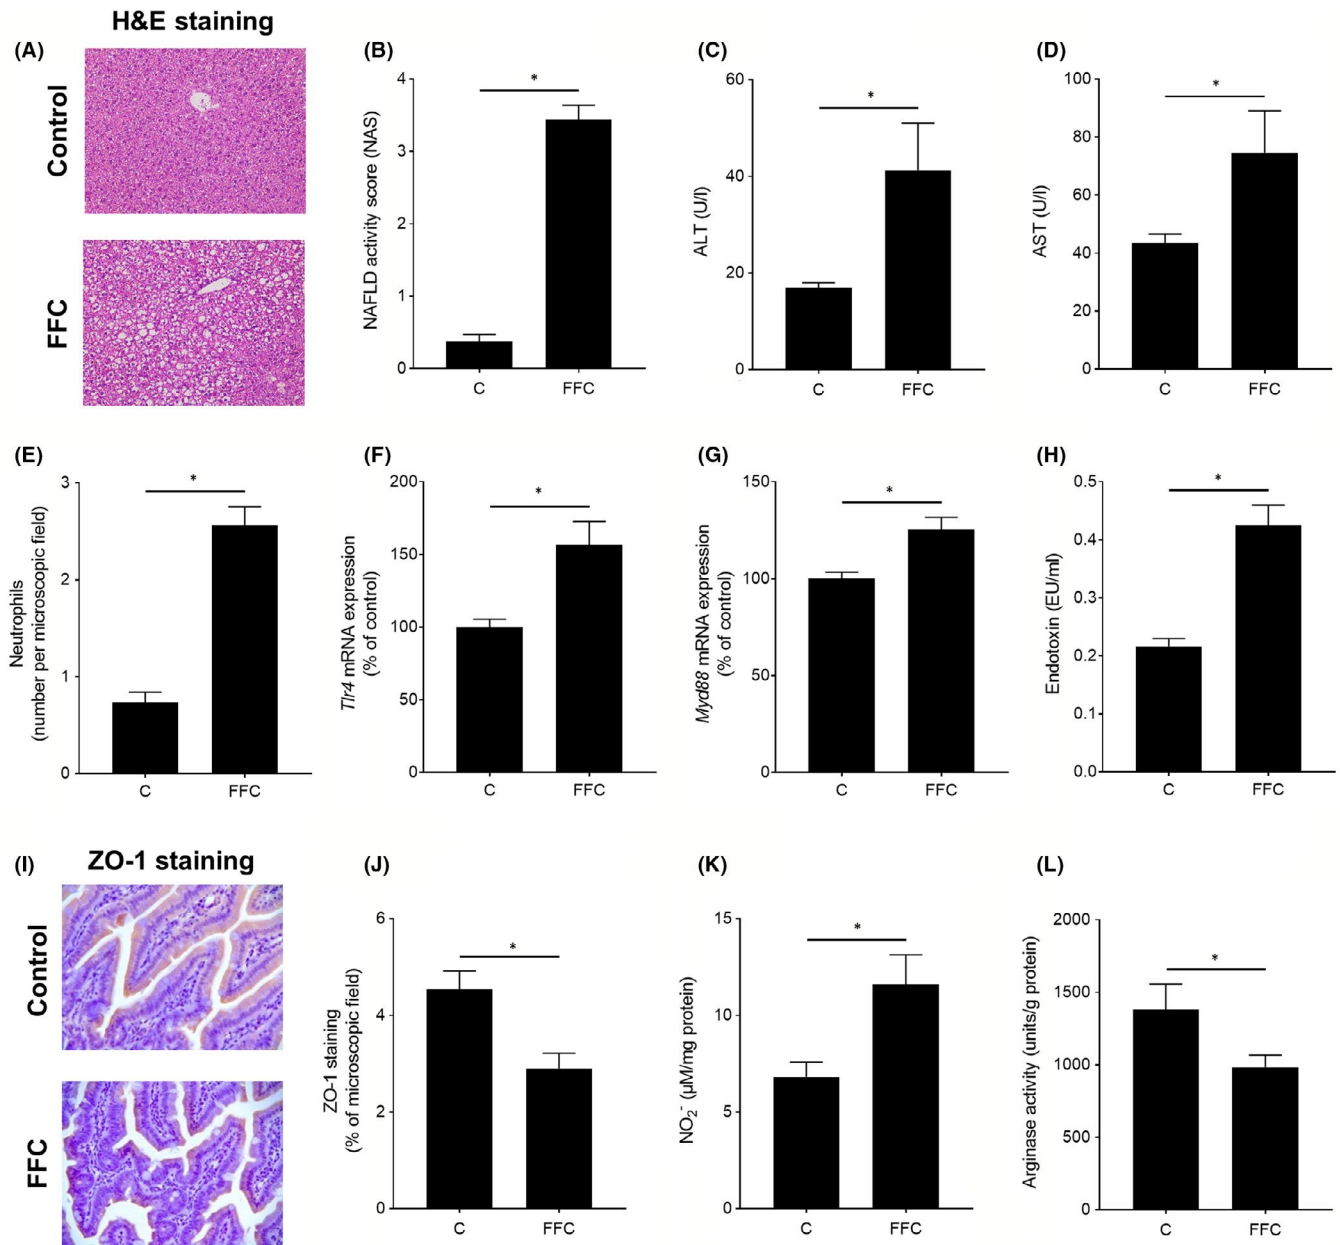 H&E staining
(A)
Control
FFC
(B)
NAFLD activity score (NAS)
4
3
2
1
0
*
C
FFC
(C)
ALT (U/l)
60
40
20
0
*
C
FFC
(D)
AST (U/l)
100
80
60
40
20
0
*
C
FFC
(E)
Neutrophils
(number per microscopic field)
3
2
1
0
*
C
FFC
(F)
Tlr4 mRNA expression
(% of control)
200
150
100
50
0
*
C
FFC
(G)
Myd88 mRNA expression
(% of control)
150
100
50
0
*
C
FFC
(H)
Endotoxin (EU/ml)
0.5
0.4
0.3
0.2
0.1
0.0
*
C
FFC
(I)
ZO-1 staining
Control
FFC
(J)
ZO-1 staining
(% of microscopic field)
6
4
2
0
*
C
FFC
(K)
NO₂⁻ (µM/mg protein)
15
10
5
0
*
C
FFC
(L)
Arginase activity (units/g protein)
2000
1500
1000
500
0
*
C
FFC